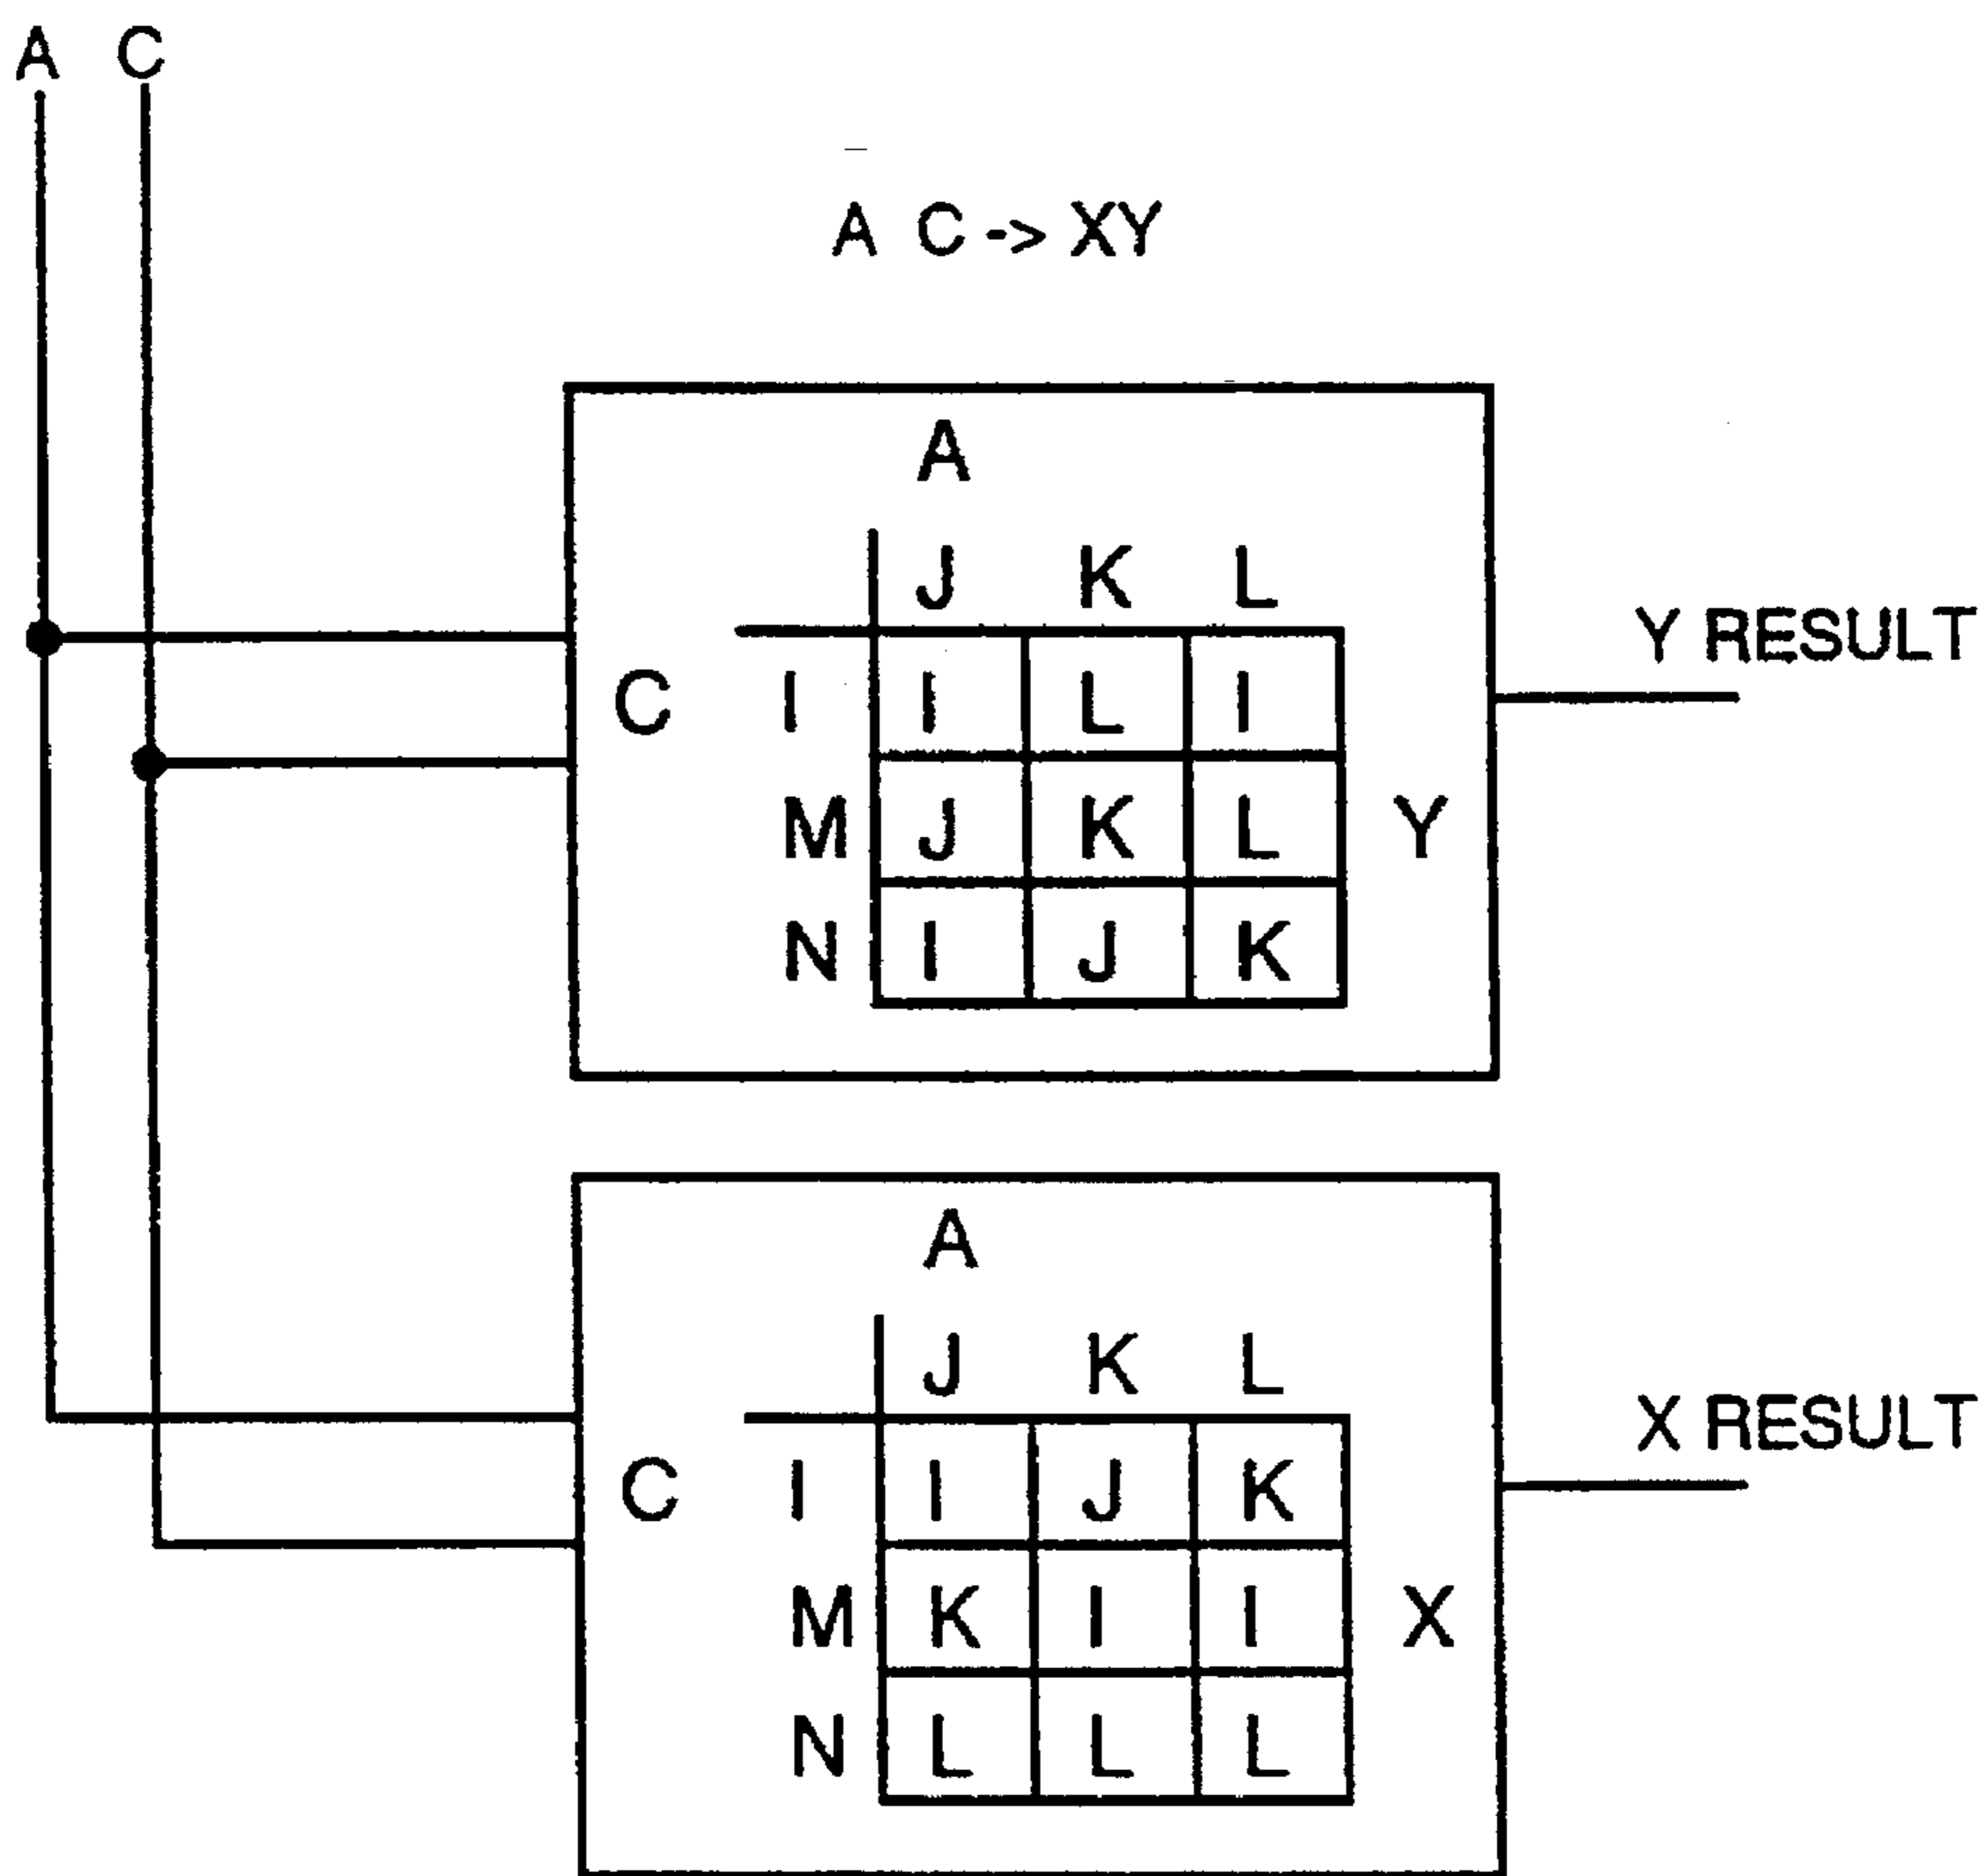 A C
A C -> XY
A
J K L
Y RESULT
C I I L I
M J K L Y
N I J K
A
J K L
X RESULT
C I I J K
M K I I X
N L L L